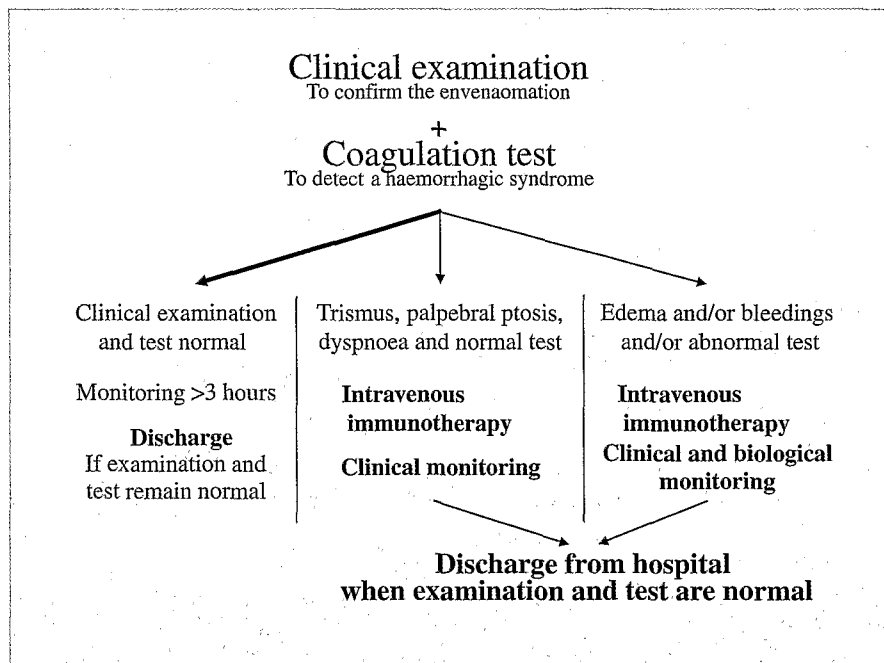 Clinical examination
To confirm the envenaomation
+
Coagulation test
To detect a haemorrhagic syndrome
Clinical examination
and test normal
Monitoring >3 hours
Discharge
If examination and
test remain normal
Trismus, palpebral ptosis,
dyspnoea and normal test
Intravenous
immunotherapy
Clinical monitoring
Edema and/or bleedings
and/or abnormal test
Intravenous
immunotherapy
Clinical and biological
monitoring
Discharge from hospital
when examination and test are normal